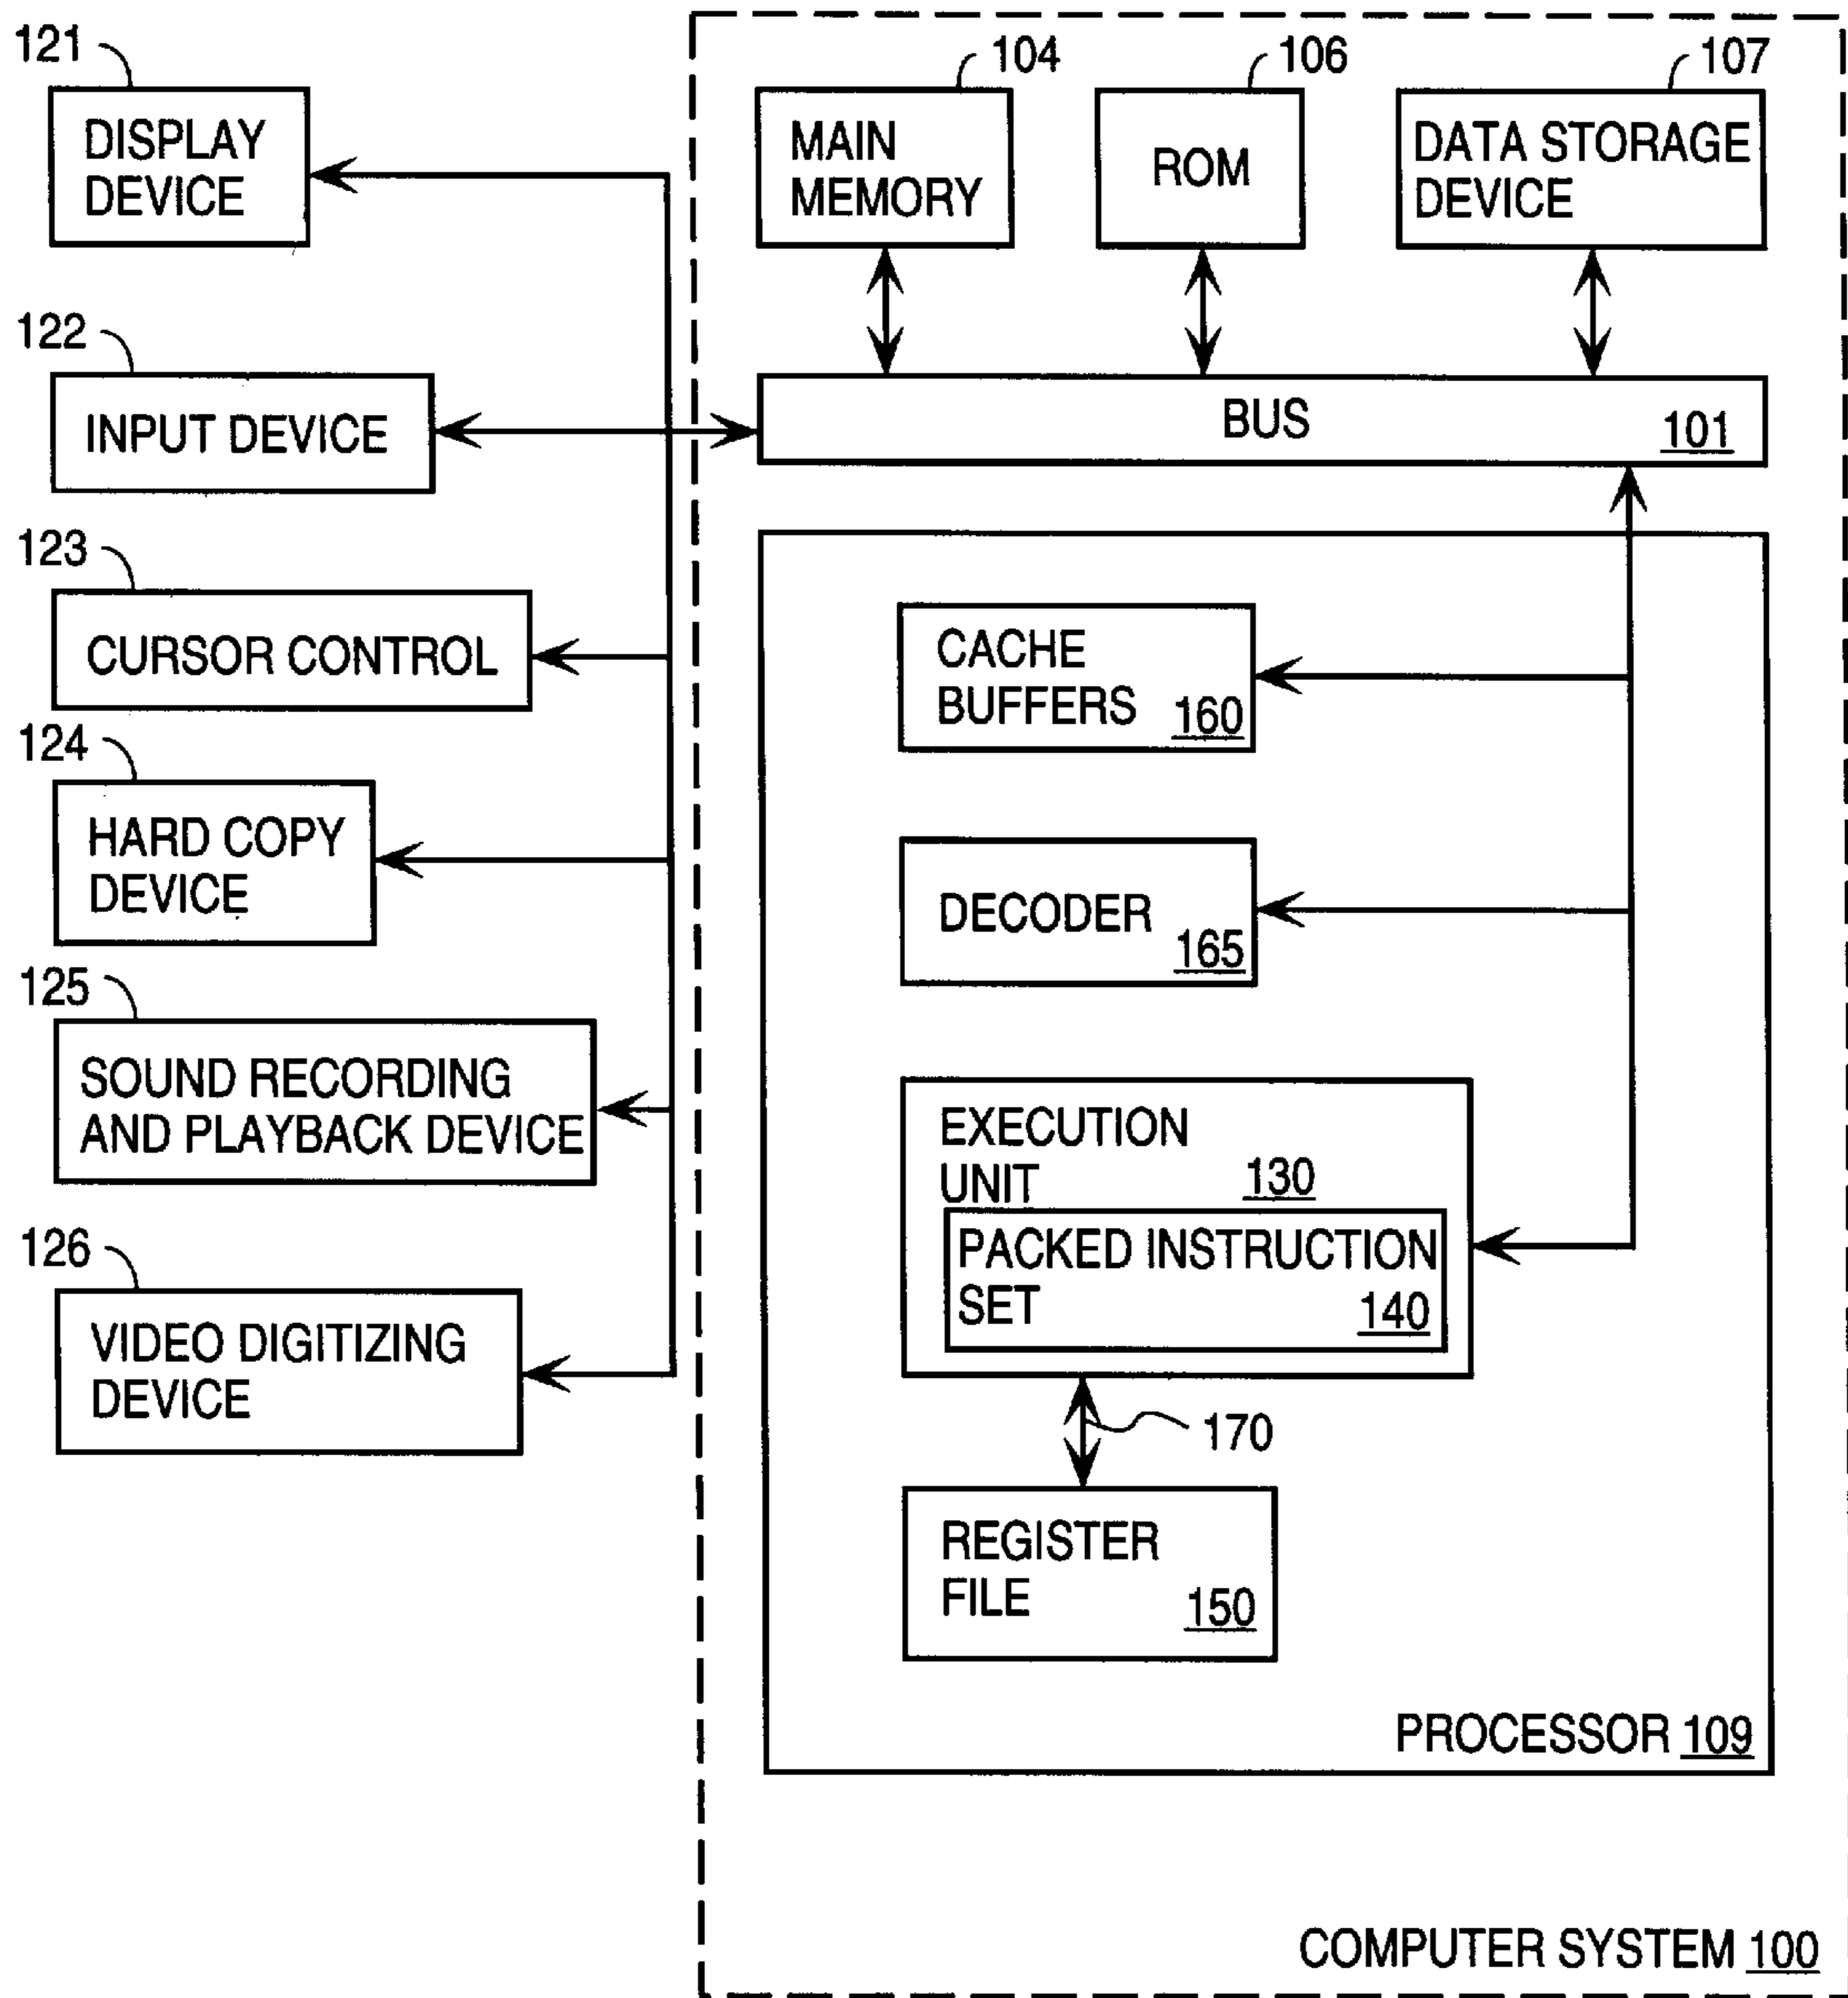 121
DISPLAY
DEVICE
122
INPUT DEVICE
123
CURSOR CONTROL
124
HARD COPY
DEVICE
125
SOUND RECORDING
AND PLAYBACK DEVICE
126
VIDEO DIGITIZING
DEVICE
104
MAIN
MEMORY
106
ROM
107
DATA STORAGE
DEVICE
BUS 101
CACHE
BUFFERS 160
DECODER
165
EXECUTION
UNIT 130
PACKED INSTRUCTION
SET 140
170
REGISTER
FILE 150
PROCESSOR 109
COMPUTER SYSTEM 100